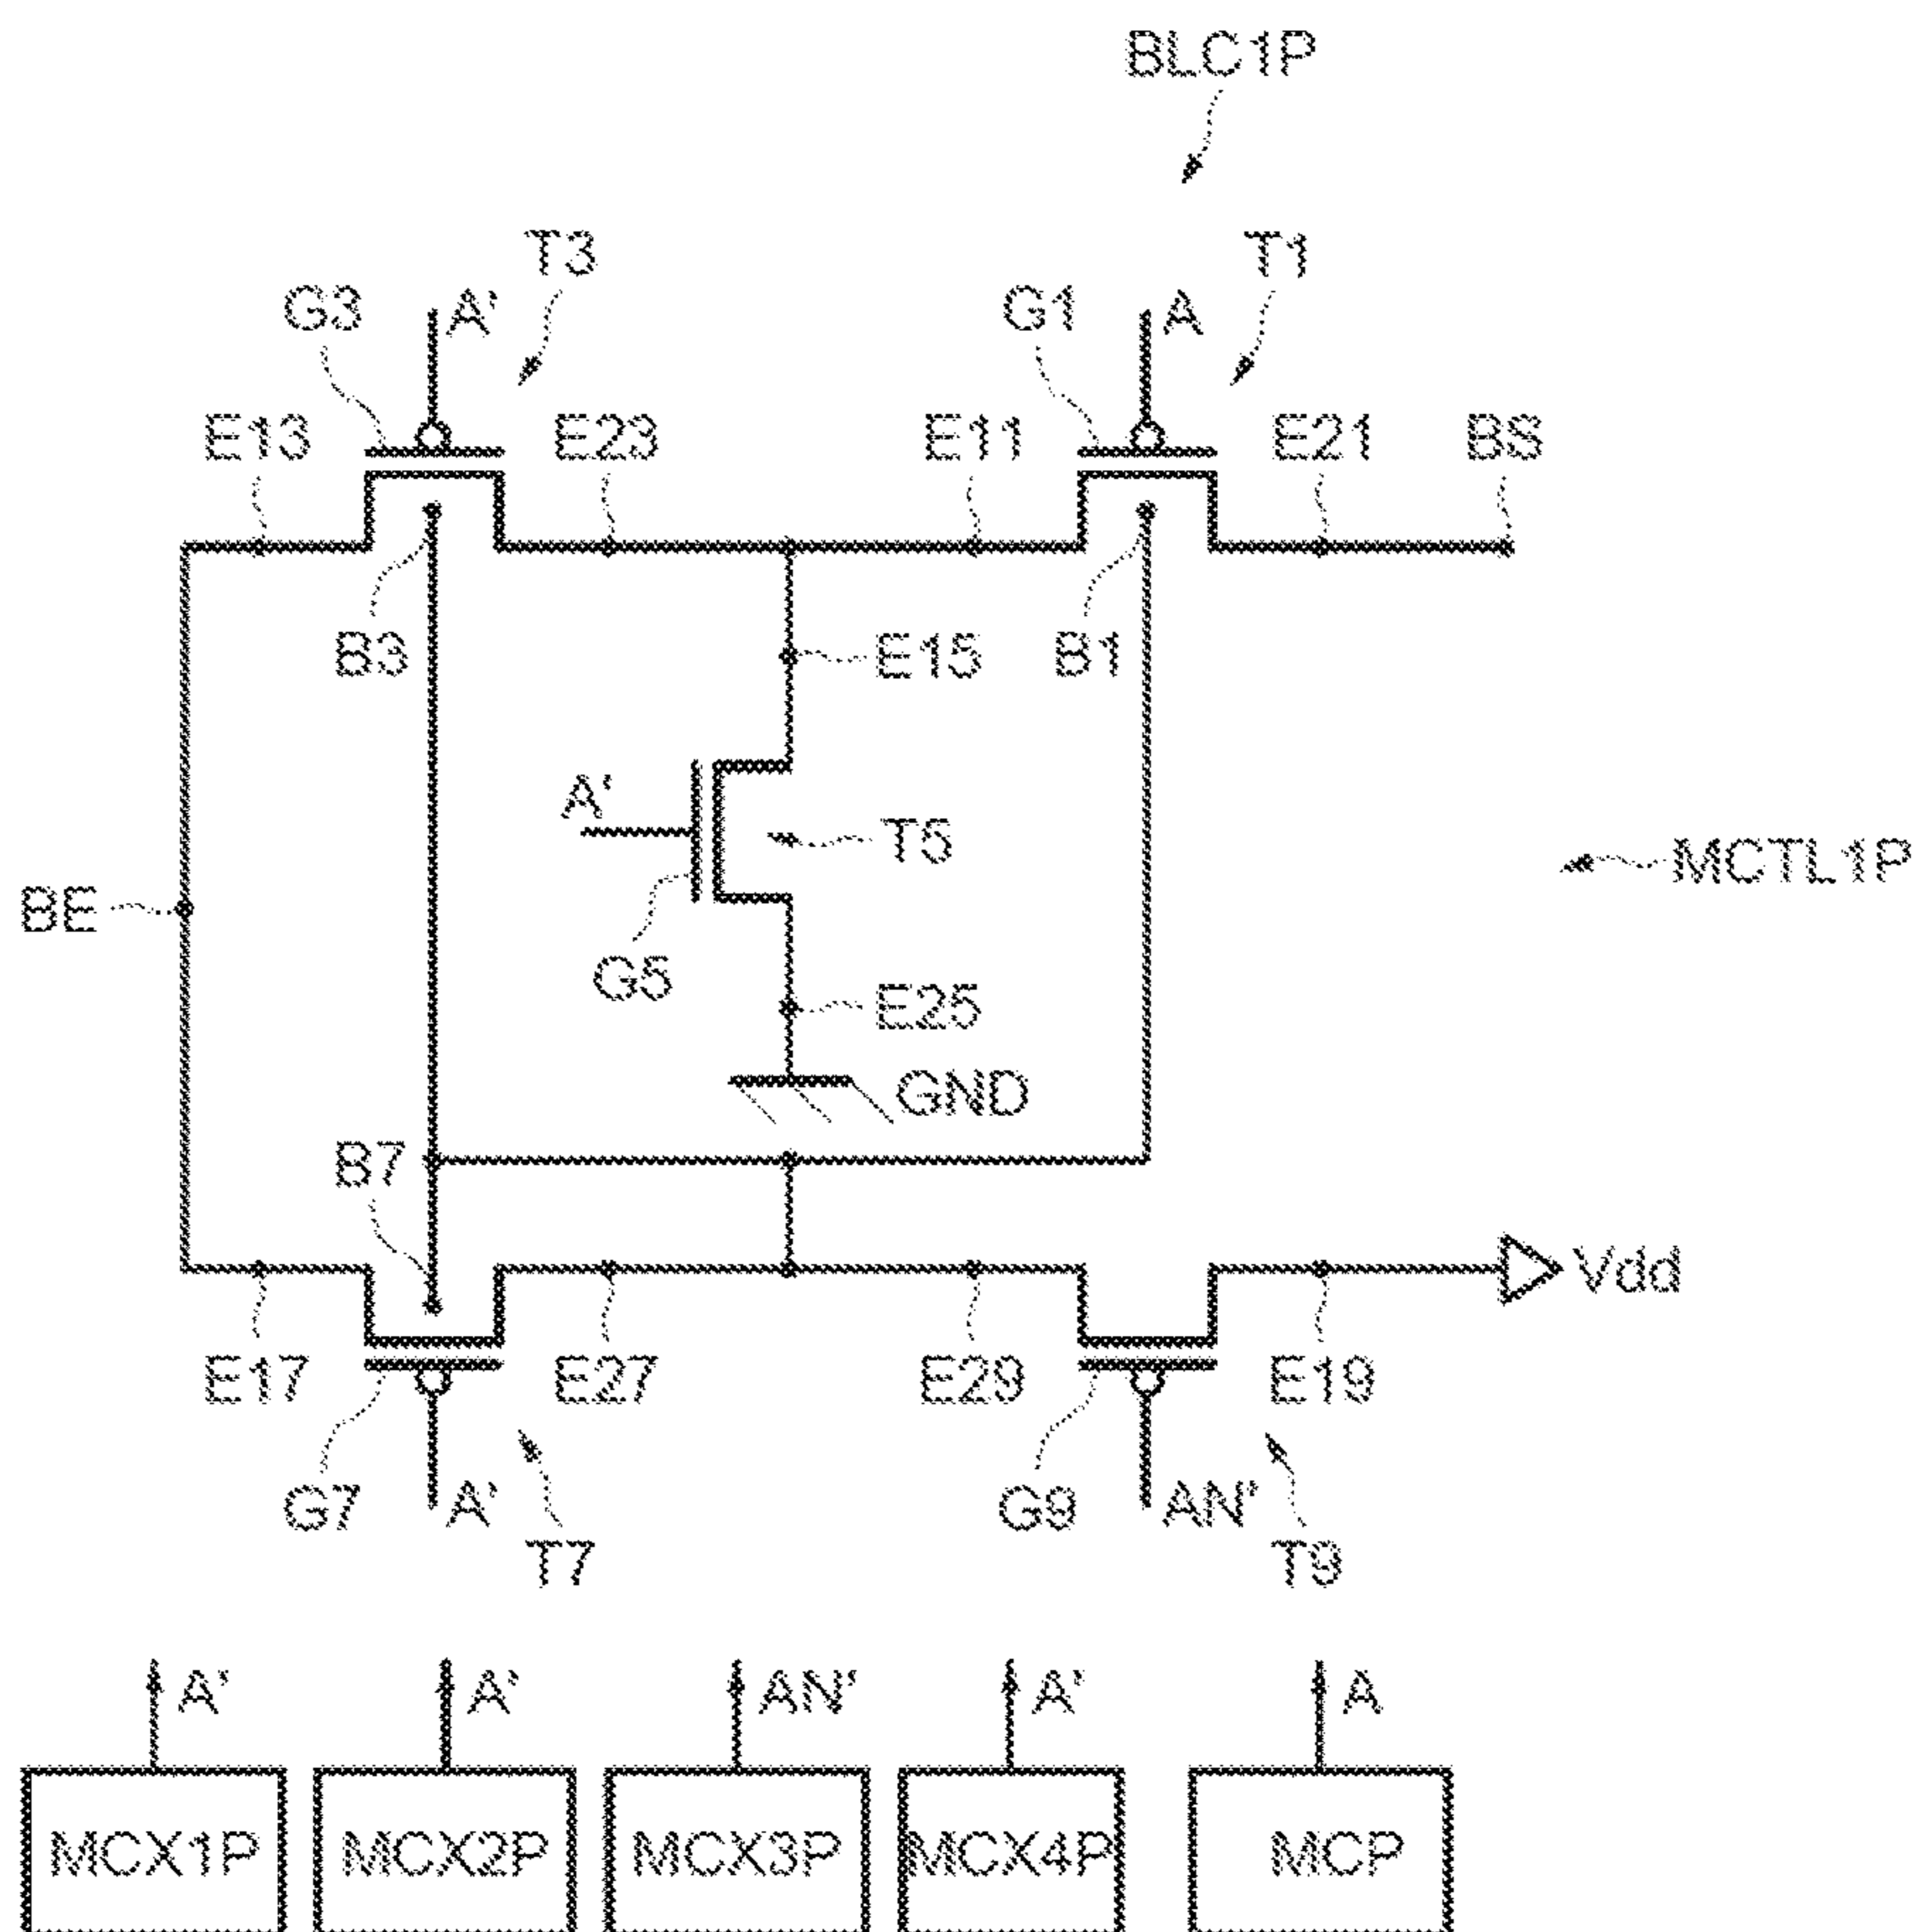 BLC1P
T3
T1
G3
A'
G1
A
E13
E23
E11
E21
BS
B3
E15
B1
A'
T5
MCTL1P
BE
G5
E25
GND
B7
Vdd
E17
E27
E29
E19
G7
A'
G9
AN'
T7
T9
A'
A'
AN'
A'
A
MCX1P
MCX2P
MCX3P
MCX4P
MCP